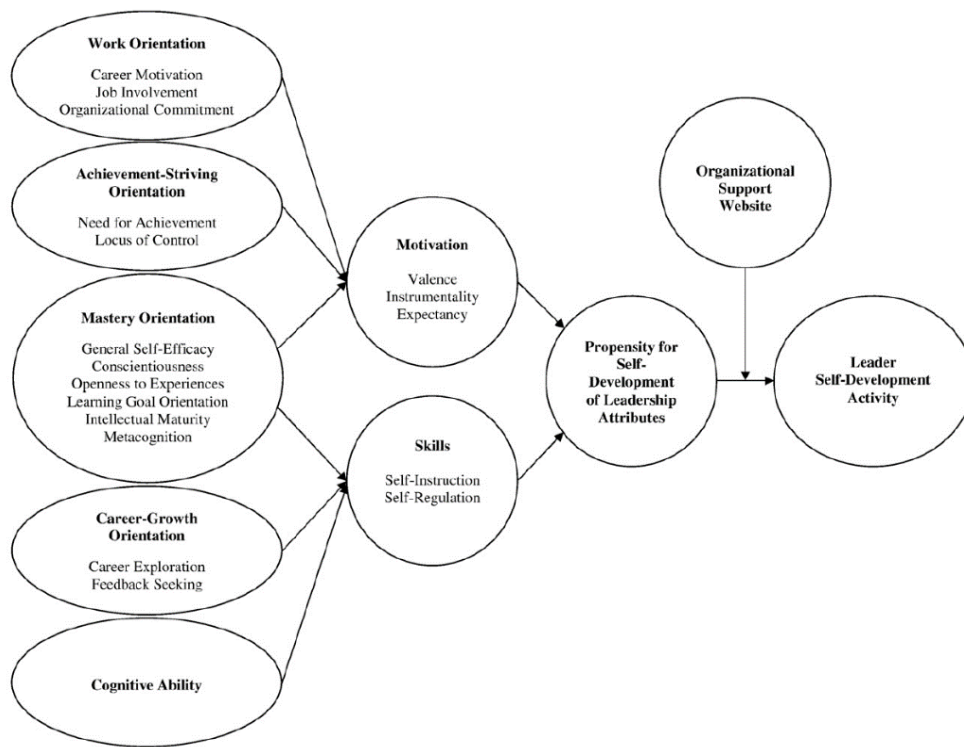 Work Orientation
Career Motivation
Job Involvement
Organizational Commitment
Achievement-Striving
Orientation
Need for Achievement
Locus of Control
Mastery Orientation
General Self-Efficacy
Conscientiousness
Openness to Experiences
Learning Goal Orientation
Intellectual Maturity
Metacognition
Career-Growth
Orientation
Career Exploration
Feedback Seeking
Cognitive Ability
Motivation
Valence
Instrumentality
Expectancy
Skills
Self-Instruction
Self-Regulation
Propensity for
Self-
Development
of Leadership
Attributes
Organizational
Support
Website
Leader
Self-Development
Activity